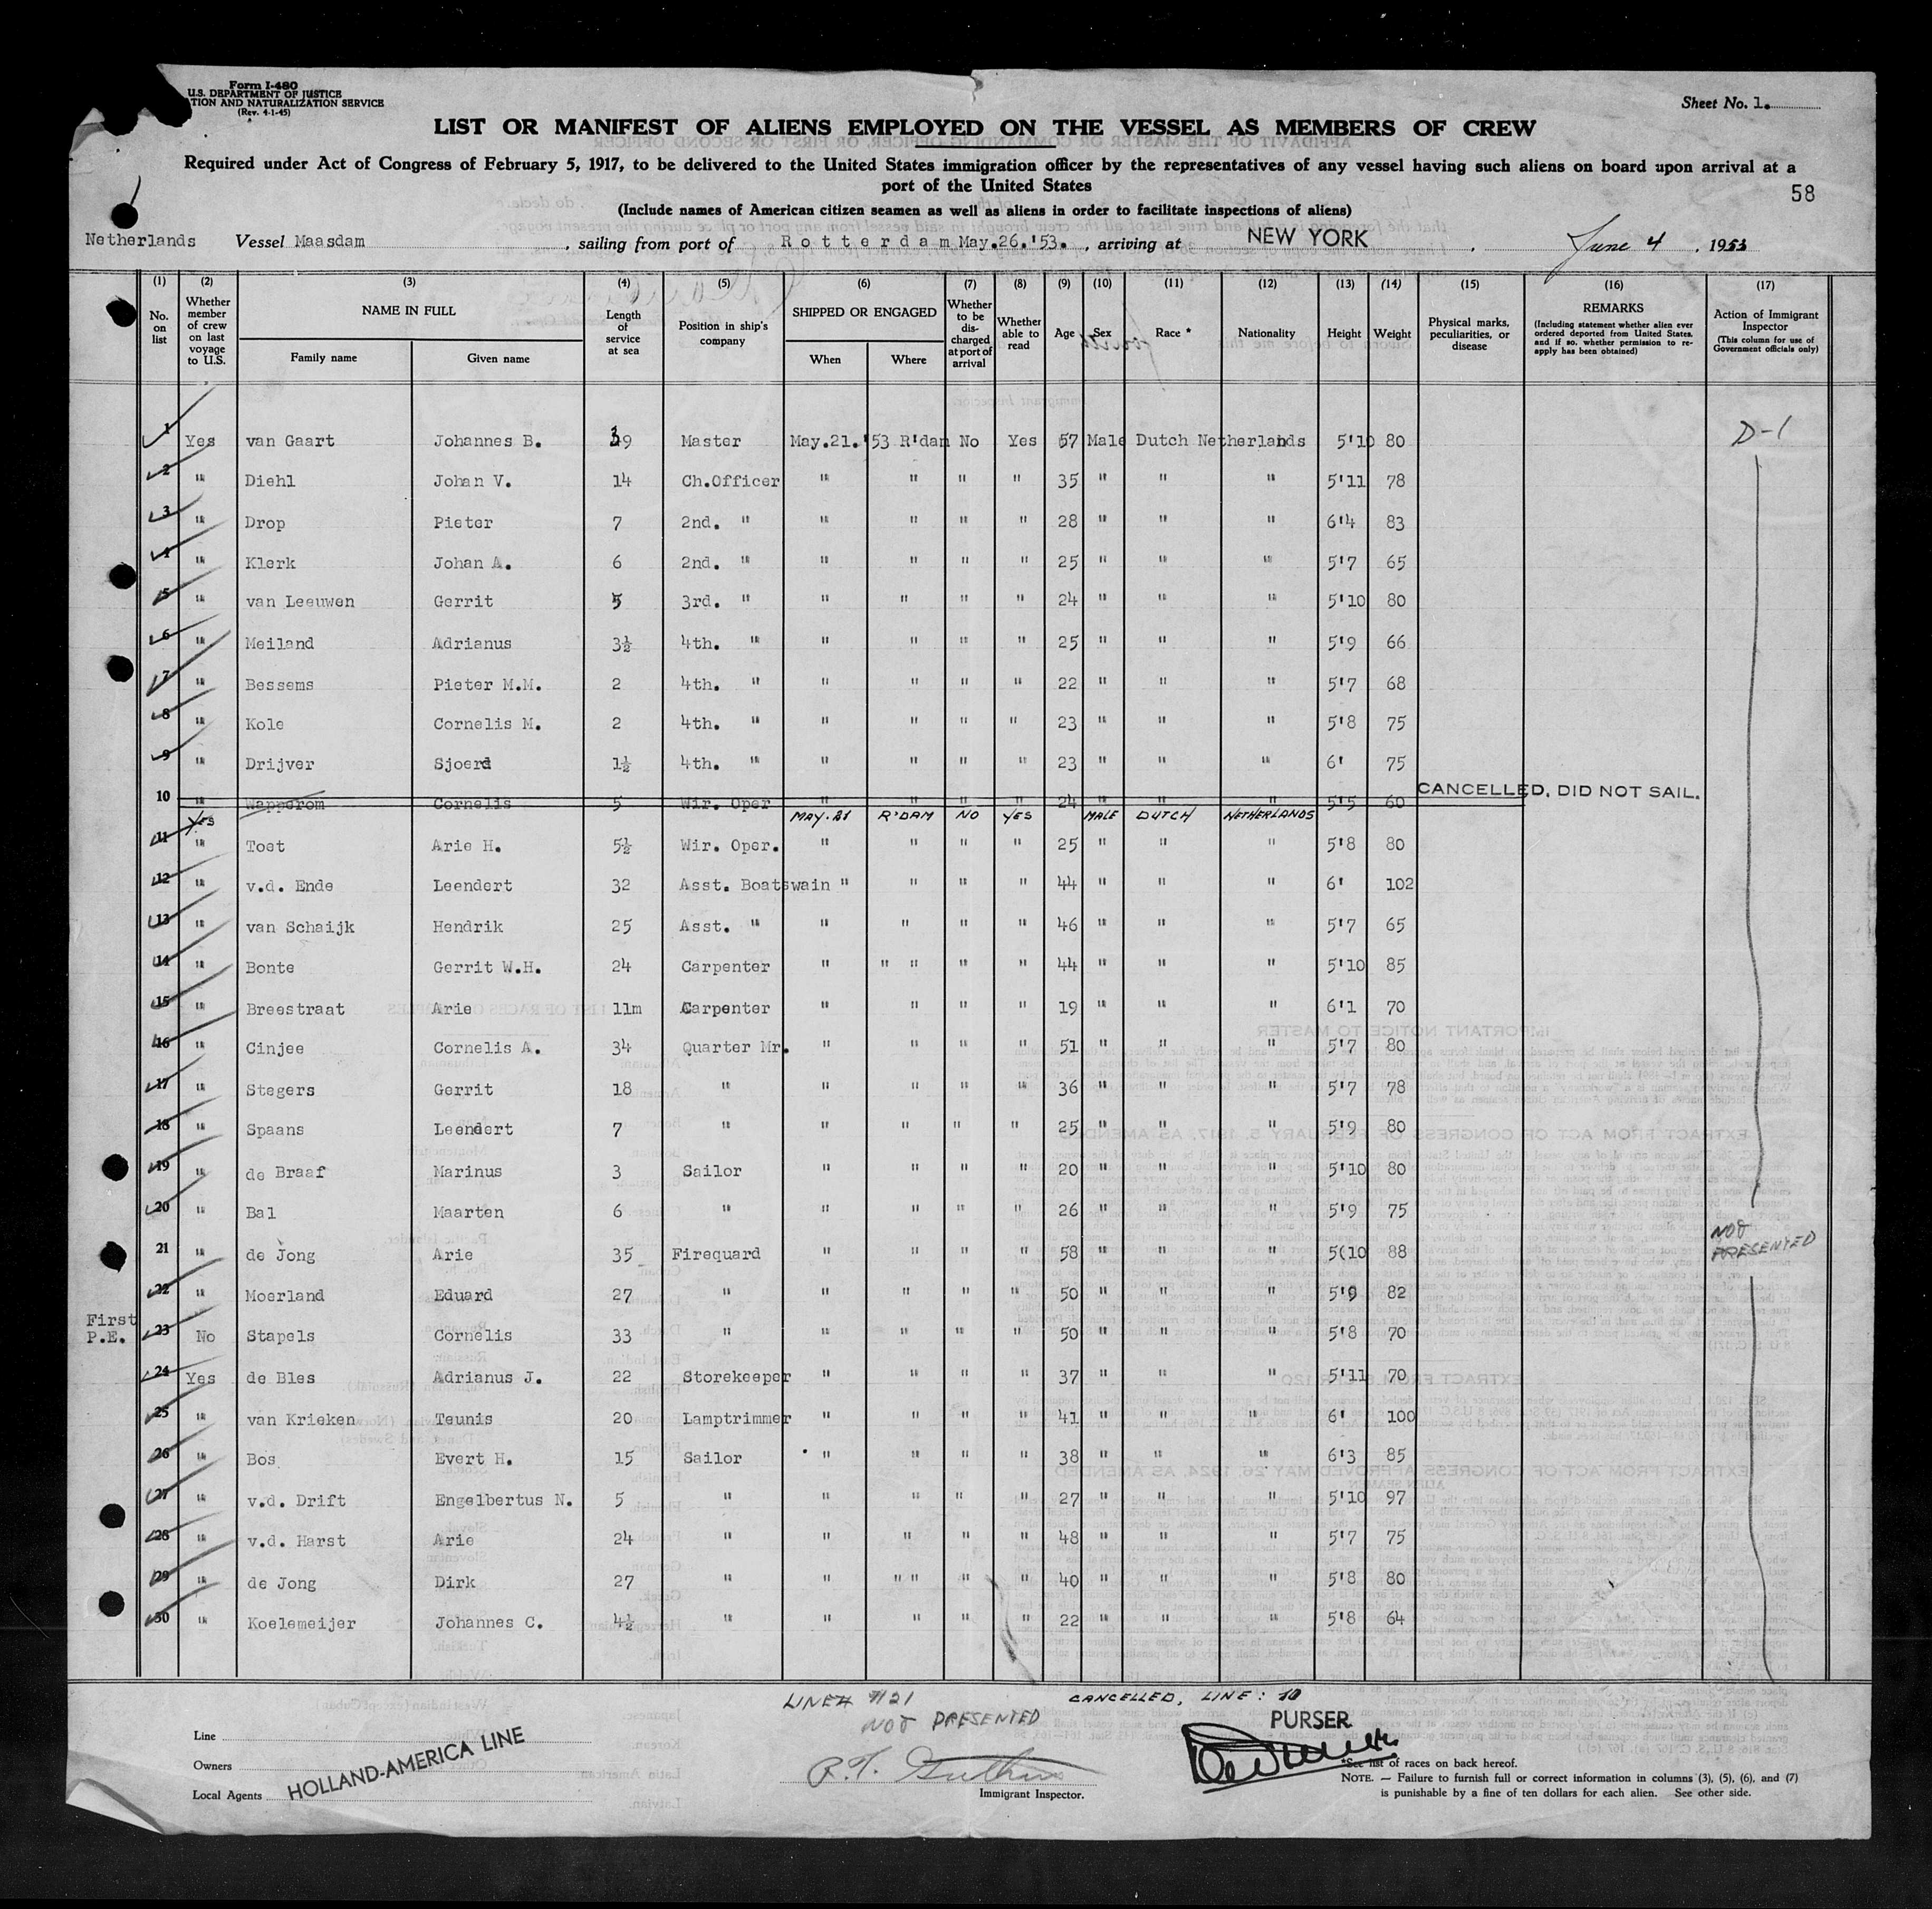 Form I-480
U.S. DEPARTMENT OF JUSTICE
TION AND NATURALIZATION SERVICE
(Rev. 4-1-45)
Sheet No. 1.
LIST OR MANIFEST OF ALIENS EMPLOYED ON THE VESSEL AS MEMBERS OF CREW
Required under Act of Congress of February 5, 1917, to be delivered to the United States immigration officer by the representatives of any vessel having such aliens on board upon arrival at a
port of the United States
58
(Include names of American citizen seamen as well as aliens in order to facilitate inspections of aliens)
Netherlands Vessel Maasdam, sailing from port of Rotterdam May.26.'53., arriving at NEW YORK, June 4, 1953
(1) (2) (3) (4) (5) (6) (7) (8) (9) (10) (11) (12) (13) (14) (15) (16) (17)
No. on list
Whether member of crew on last voyage to U.S.
NAME IN FULL
Family name Given name
Length of service at sea
Position in ship's company
SHIPPED OR ENGAGED
When Where
Whether to be discharged at port of arrival
Whether able to read
Age Sex Race * Nationality Height Weight
Physical marks, peculiarities, or disease
REMARKS
(Including statement whether alien ever ordered deported from United States, and if so, whether permission to re-apply has been obtained)
Action of Immigrant Inspector
(This column for use of Government officials only)
1 Yes van Gaart Johannes B. 39 Master May.21.'53 R'dam No Yes 57 Male Dutch Netherlands 5'10 80 D-1
2 " Diehl Johan V. 14 Ch.Officer " " " " 35 " " " 5'11 78
3 " Drop Pieter 7 2nd. " " " " " 28 " " " 6'4 83
4 " Klerk Johan A. 6 2nd. " " " " " 25 " " " 5'7 65
5 " van Leeuwen Gerrit 5 3rd. " " " " " 24 " " " 5'10 80
6 " Meiland Adrianus 3½ 4th. " " " " " 25 " " " 5'9 66
7 " Bessems Pieter M.M. 2 4th. " " " " " 22 " " " 5'7 68
8 " Kole Cornelis M. 2 4th. " " " " " 23 " " " 5'8 75
9 " Drijver Sjoerd 1½ 4th. " " " " " 23 " " " 6' 75
10 " Wapperom Cornelis 5 Wir. Oper " " " " 24 " " 5'5 60 CANCELLED, DID NOT SAIL.
YES MAY.21 R'DAM NO YES MALE DUTCH NETHERLANDS
11 " Toet Arie H. 5½ Wir. Oper. " " " " 25 " " " 5'8 80
12 " v.d. Ende Leendert 32 Asst. Boatswain " " " " 44 " " " 6' 102
13 " van Schaijk Hendrik 25 Asst. " " " " " 46 " " " 5'7 65
14 " Bonte Gerrit W.H. 24 Carpenter " " " " " 44 " " " 5'10 85
15 " Breestraat Arie 11m Carpenter " " " " 19 " " " 6'1 70
16 " Cinjee Cornelis A. 34 Quarter Mr. " " " " 51 " " " 5'7 80
17 " Stegers Gerrit 18 " " " " " 36 " " " 5'7 78
18 " Spaans Leendert 7 " " " " " 25 " " " 5'9 80
19 " de Braaf Marinus 3 Sailor " " " " 20 " " " 5'10 80
20 " Bal Maarten 6 " " " " " 26 " " " 5'9 75
21 " de Jong Arie 35 Firequard " " " " 58 " " " 5(10 88 NOT PRESENTED
22 " Moerland Eduard 27 " " " " " 50 " " " 5'9 82
First
P.E. 23 No Stapels Cornelis 33 " " " " " 50 " " " 5'8 70
24 Yes de Bles Adrianus J. 22 Storekeeper " " " " 37 " " " 5'11 70
25 " van Krieken Teunis 20 Lamptrimmer " " " " 41 " " " 6' 100
26 " Bos Evert H. 15 Sailor " " " " 38 " " " 6'3 85
27 " v.d. Drift Engelbertus N. 5 " " " " " 27 " " " 5'10 97
28 " v.d. Harst Arie 24 " " " " " 48 " " " 5'7 75
29 " de Jong Dirk 27 " " " " " " 40 " " " 5'8 80
30 " Koelemeijer Johannes C. 4½ " " " " " 22 " " " 5'8 64
LINE# #21 CANCELLED, LINE: 10
NOT PRESENTED PURSER
Line
Owners
HOLLAND-AMERICA LINE
Local Agents
Immigrant Inspector.
*See list of races on back hereof.
NOTE. — Failure to furnish full or correct information in columns (3), (5), (6), and (7)
is punishable by a fine of ten dollars for each alien. See other side.